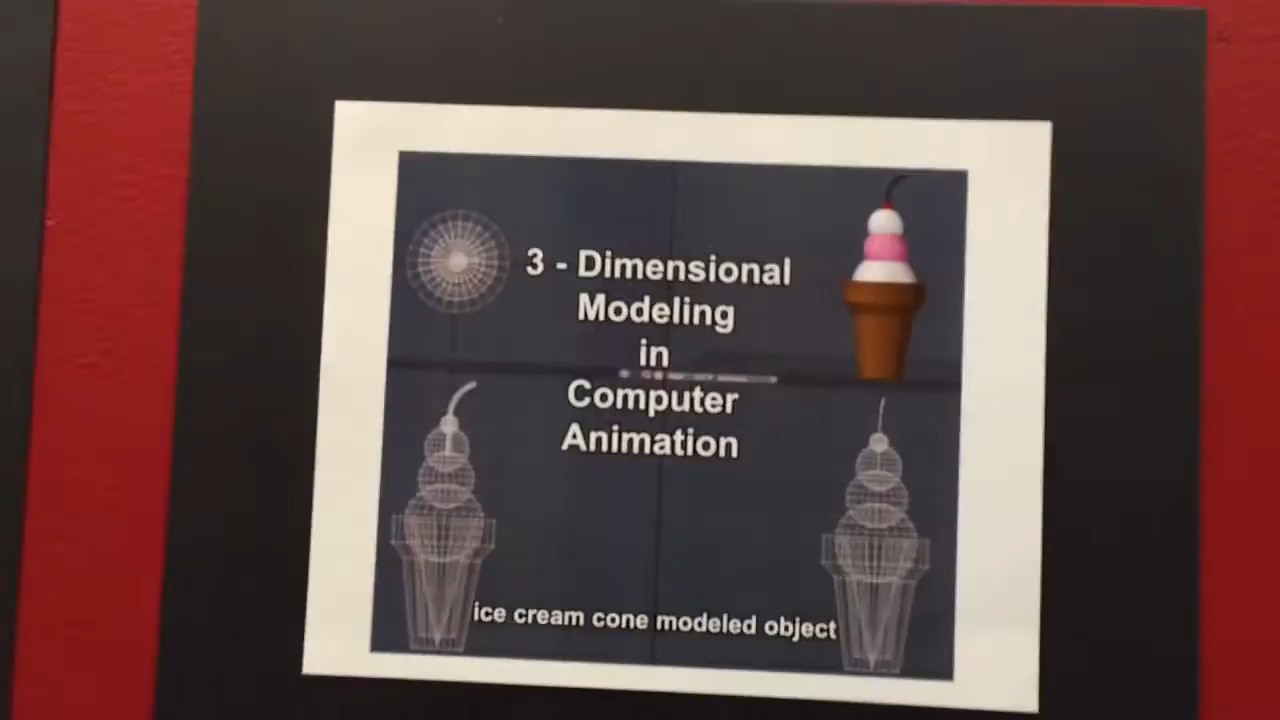 3 - Dimensional
Modeling
in
Computer
Animation
ice cream cone modeled object